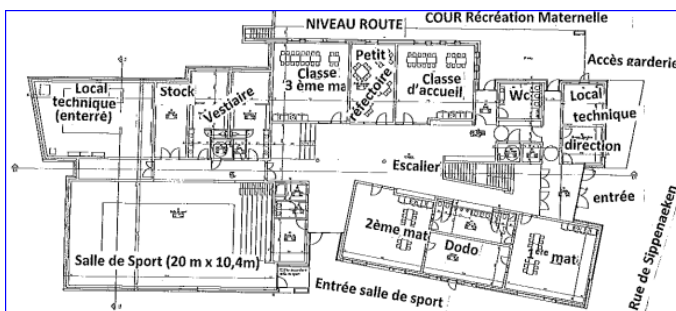 NIVEAU ROUTE
COUR Récréation Maternelle
Accès garderie
Petit
réfectoire
Classe
3 ème ma
Classe
d'accueil
Local
technique
(enterré)
Stock
Vestiaire
Wc
Local
technique
direction
Escalier
entrée
2ème mat
Dodo
1ère mat
Salle de Sport (20 m x 10,4m)
Entrée salle de sport
Rue de Sippenaeken